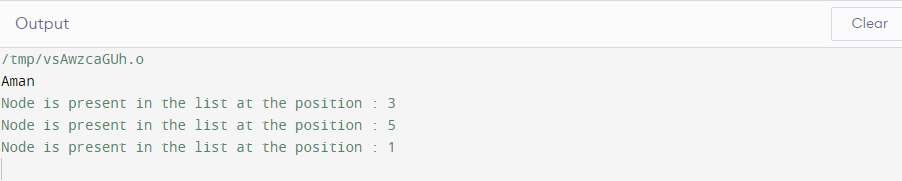 Output
Clear
/tmp/vsAwzcaGUh.o
Aman
Node is present in the list at the position : 3
Node is present in the list at the position : 5
Node is present in the list at the position : 1